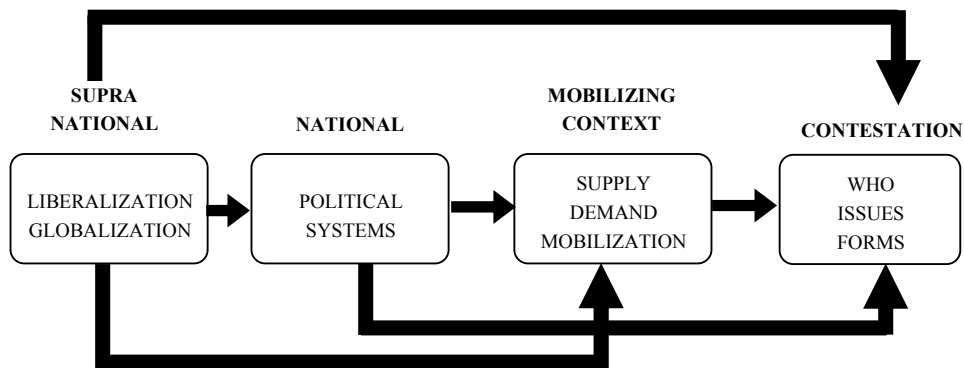 SUPRA
NATIONAL
LIBERALIZATION
GLOBALIZATION
NATIONAL
POLITICAL
SYSTEMS
MOBILIZING
CONTEXT
SUPPLY
DEMAND
MOBILIZATION
CONTESTATION
WHO
ISSUES
FORMS